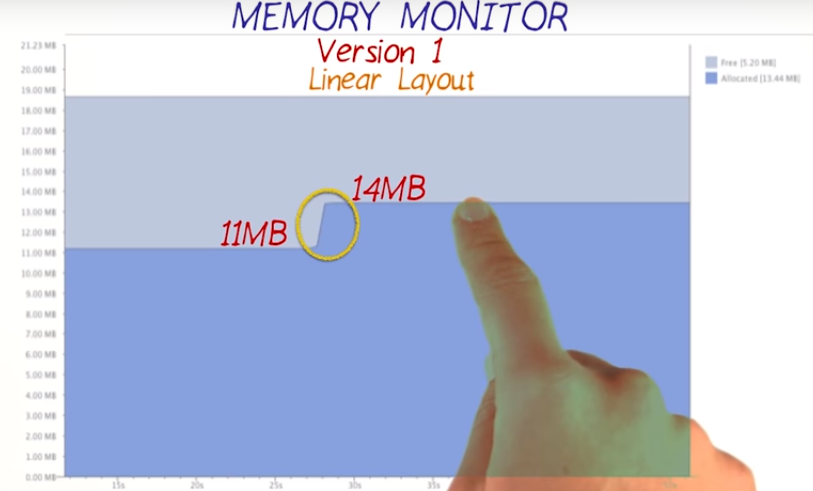 MEMORY MONITOR
21.23 MB
Version 1
Free [5.20 MB]
20.00 MB
Linear Layout
Allocated [13.44 MB]
19.00 MB
18.00 MB
17.00 MB
16.00 MB
15.00 MB
14.00 MB
14MB
13.00 MB
12.00 MB
11MB
11.00 MB
10.00 MB
9.00 MB
8.00 MB
7.00 MB
6.00 MB
5.00 MB
4.00 MB
3.00 MB
2.00 MB
1.00 MB
0.00 MB
15s
20s
25s
30s
35s